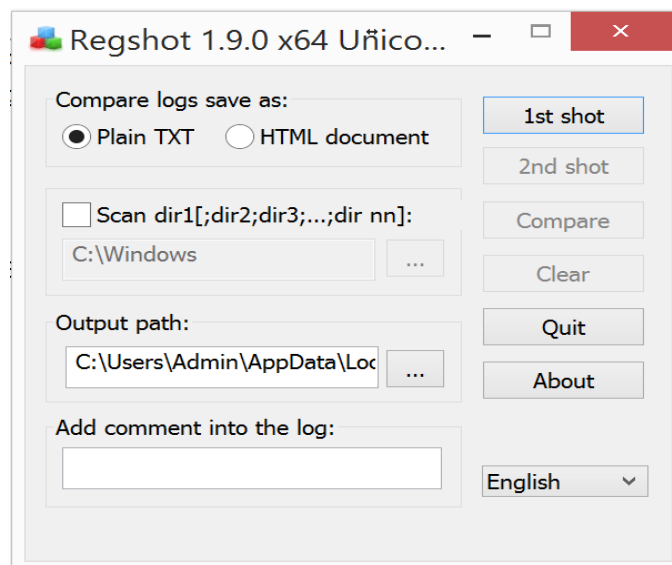 Regshot 1.9.0 x64 Uñico...
Compare logs save as:
Plain TXT
HTML document
Scan dir1[;dir2;dir3;...;dir nn]:
C:\Windows
...
Output path:
C:\Users\Admin\AppData\Loc
...
Add comment into the log:
1st shot
2nd shot
Compare
Clear
Quit
About
English